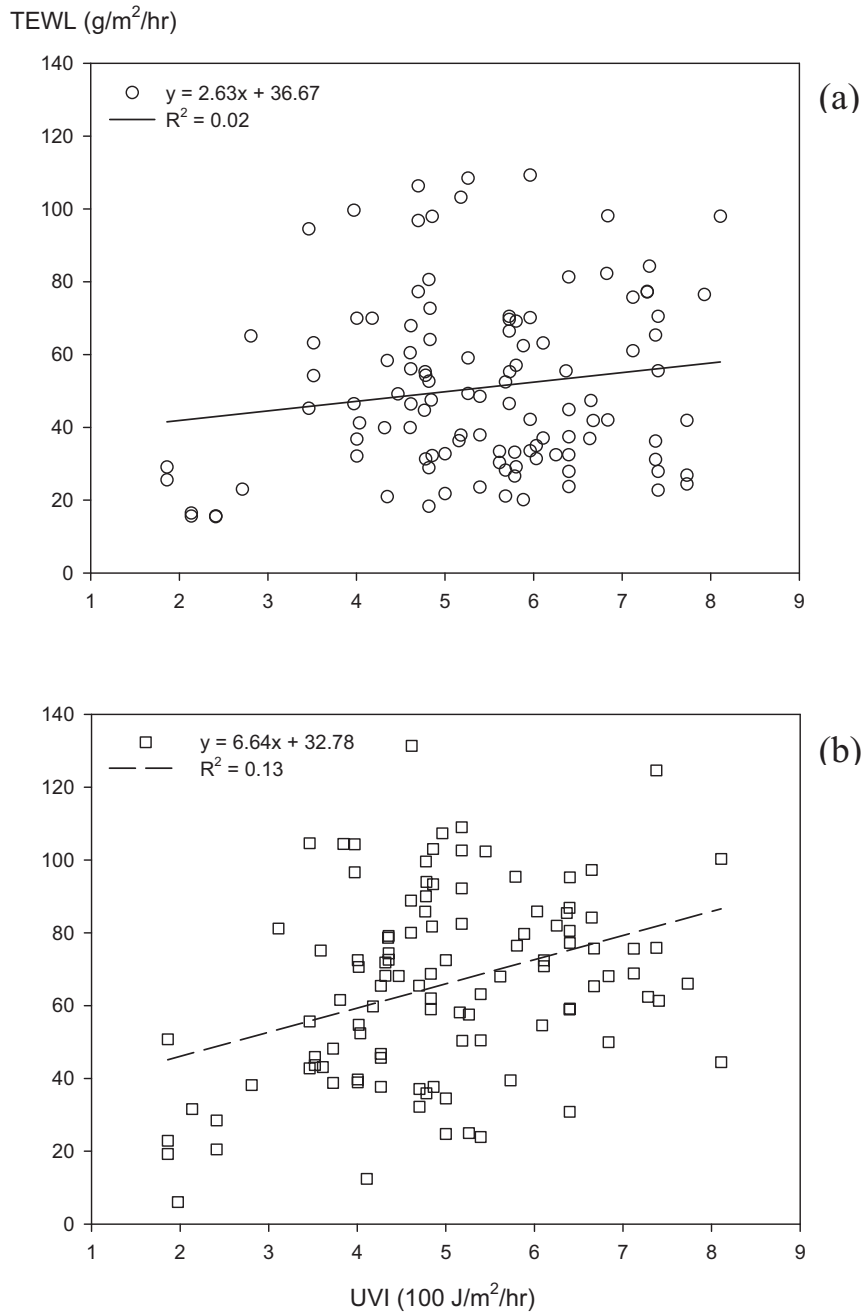 TEWL (g/m²/hr)
140
(a)
y = 2.63x + 36.67
R² = 0.02
120
100
80
60
40
20
0
1 2 3 4 5 6 7 8 9
140
(b)
y = 6.64x + 32.78
R² = 0.13
120
100
80
60
40
20
0
1 2 3 4 5 6 7 8 9
UVI (100 J/m²/hr)